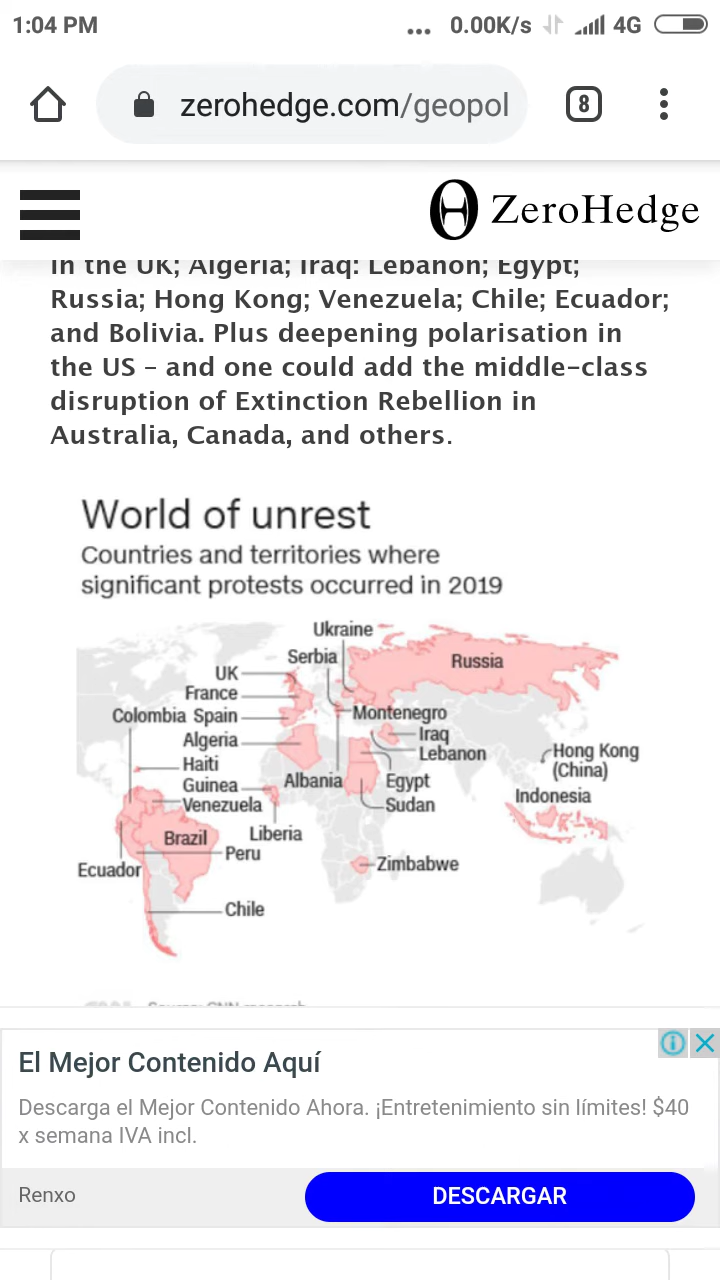 1:04 PM
... 0.00K/s 4G
zerohedge.com/geopol
8
ZeroHedge
in the UK; Algeria; Iraq: Lebanon; Egypt;
Russia; Hong Kong; Venezuela; Chile; Ecuador;
and Bolivia. Plus deepening polarisation in
the US – and one could add the middle-class
disruption of Extinction Rebellion in
Australia, Canada, and others.
World of unrest
Countries and territories where
significant protests occurred in 2019
Ukraine
Serbia
Russia
UK
France
Colombia Spain
Montenegro
Algeria
Iraq
Lebanon
Hong Kong
(China)
Haiti
Guinea
Albania
Egypt
Indonesia
Venezuela
Sudan
Brazil
Liberia
Peru
Zimbabwe
Ecuador
Chile
Source: CNN research
El Mejor Contenido Aquí
Descarga el Mejor Contenido Ahora. ¡Entretenimiento sin límites! $40
x semana IVA incl.
Renxo
DESCARGAR